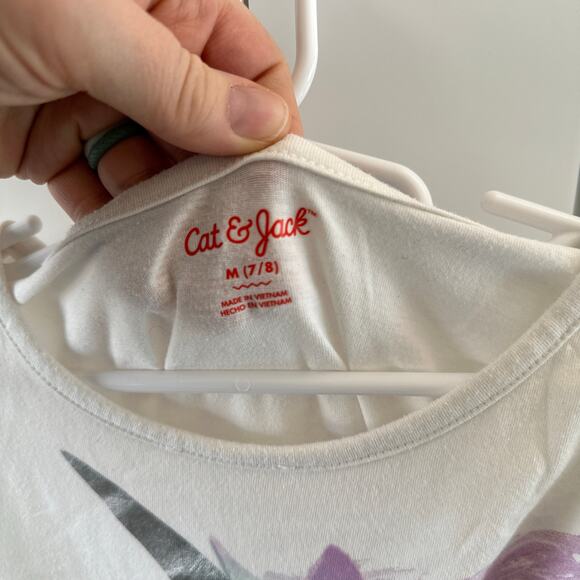 Cat & Jack™
M (7/8)
MADE IN VIETNAM
HECHO EN VIETNAM